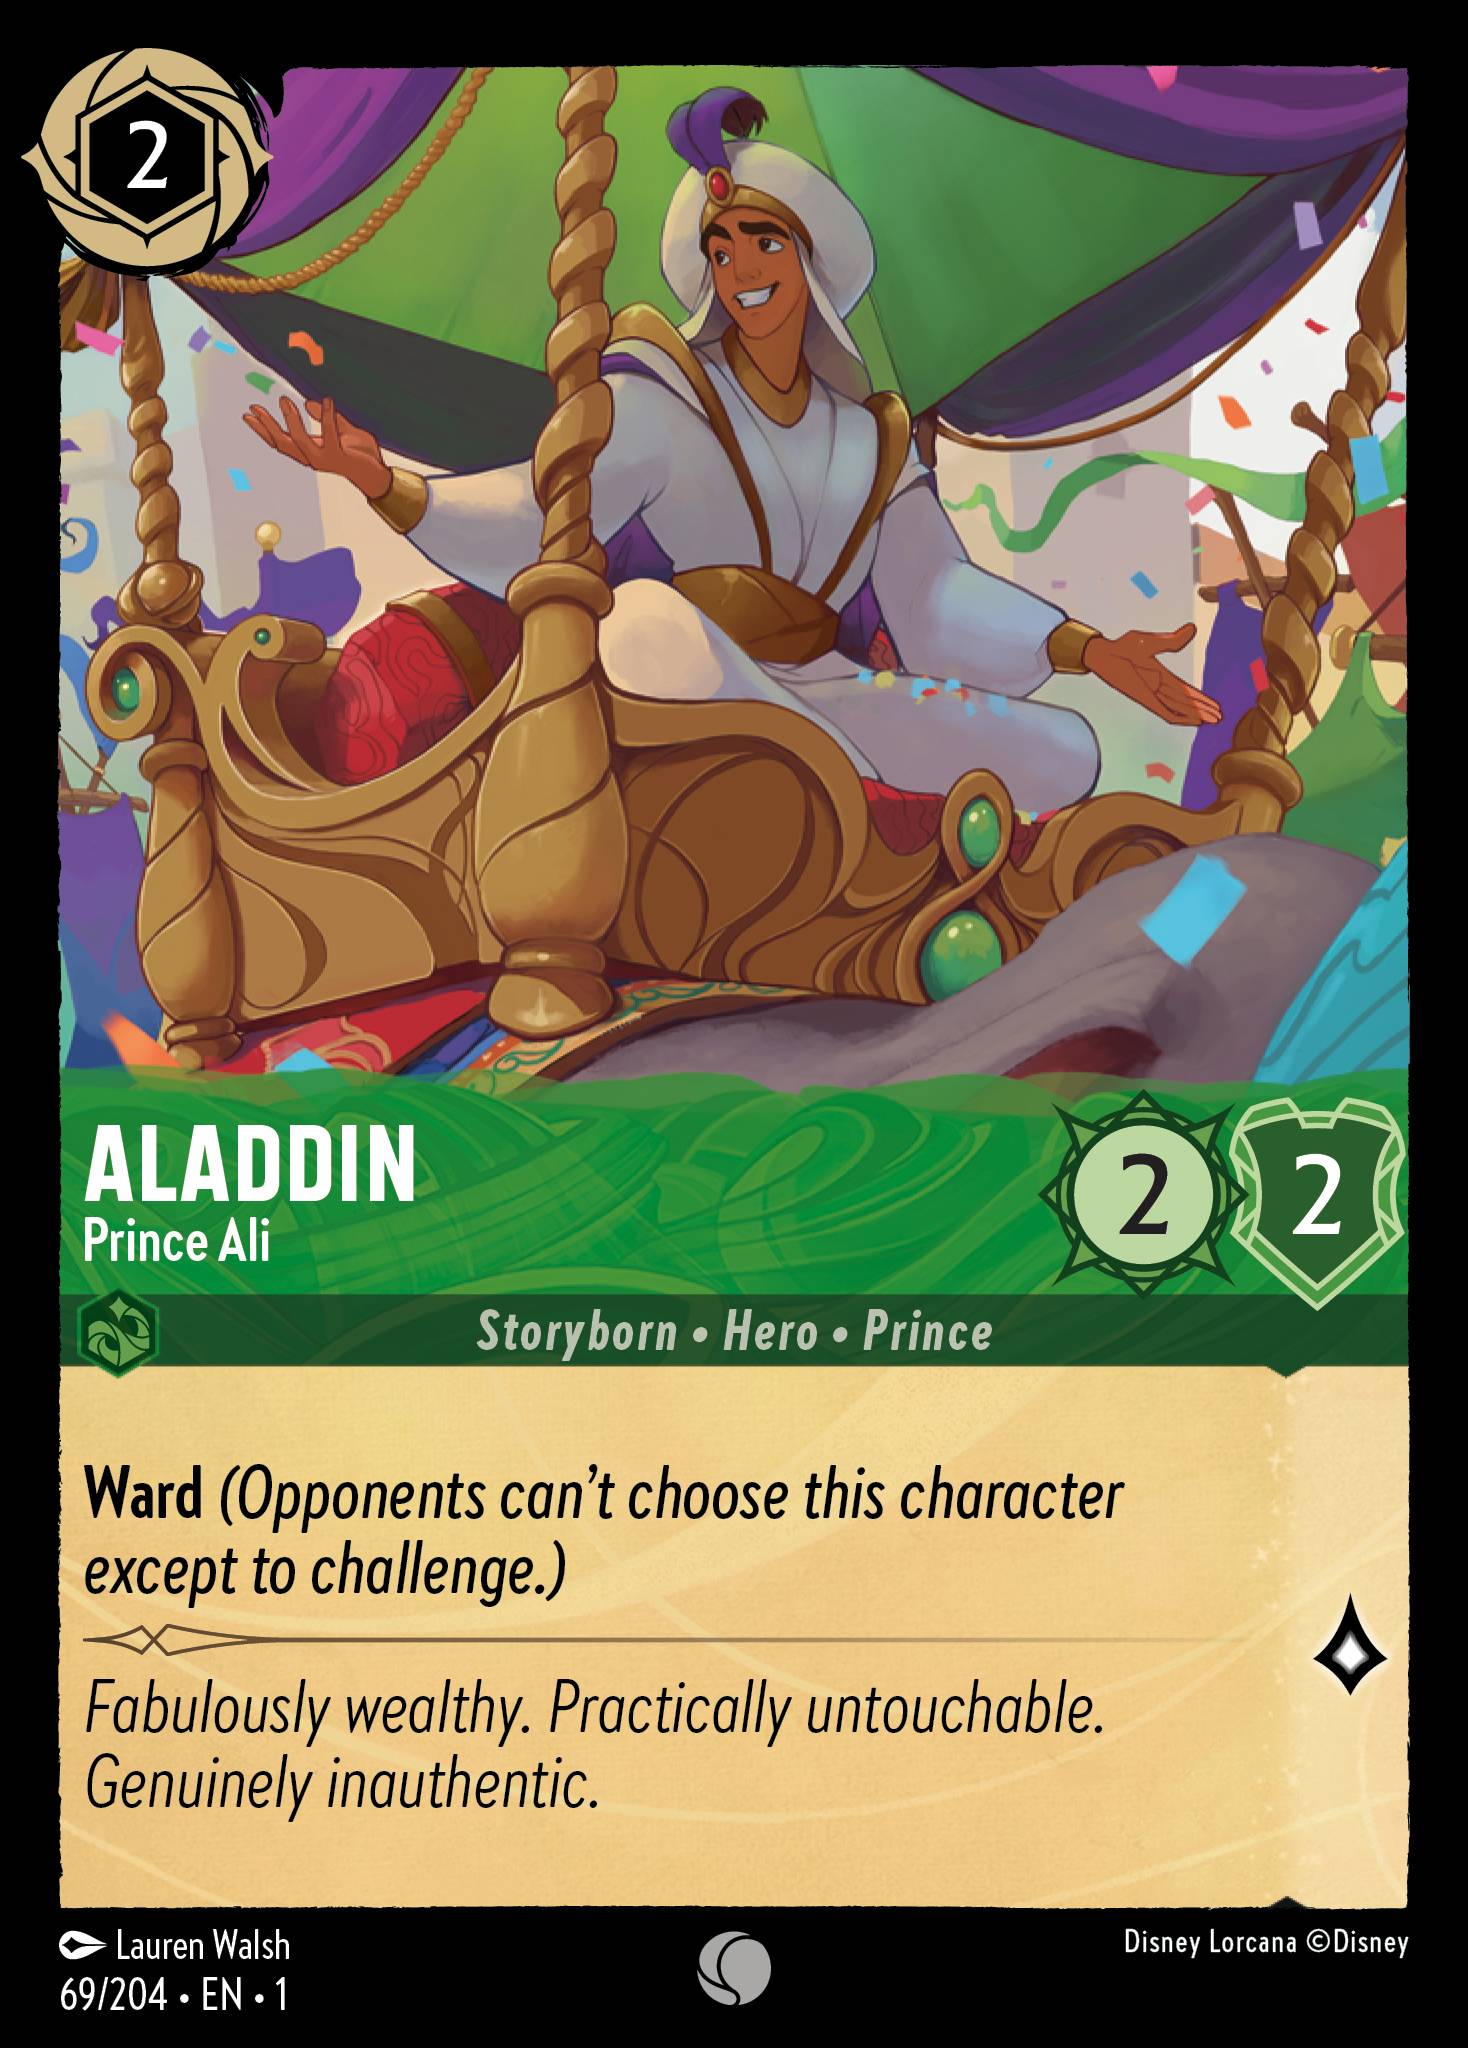 2
ALADDIN
Prince Ali
2 2
Storyborn • Hero • Prince
Ward (Opponents can’t choose this character
except to challenge.)
Fabulously wealthy. Practically untouchable.
Genuinely inauthentic.
Lauren Walsh
69/204 • EN • 1
Disney Lorcana ©Disney